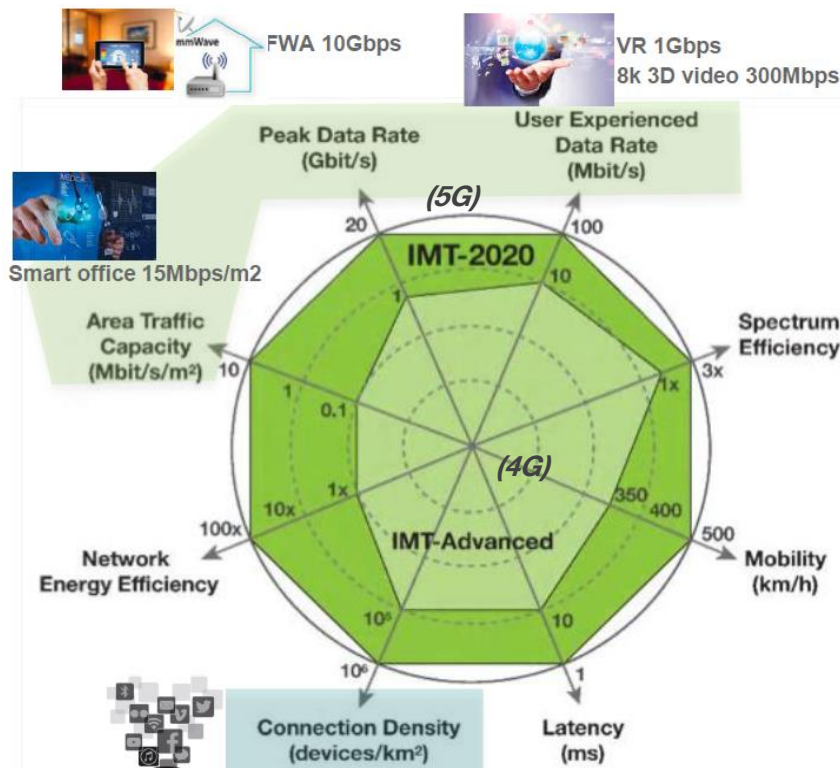 mmWave
FWA 10Gbps
VR 1Gbps
8k 3D video 300Mbps
Peak Data Rate
(Gbit/s)
User Experienced
Data Rate
(Mbit/s)
(5G)
20
100
IMT-2020
Smart office 15Mbps/m2
1
10
Area Traffic
Capacity
(Mbit/s/m²)
Spectrum
Efficiency
10
1
0.1
1x
3x
(4G)
1x
10x
100x
350
400
500
IMT-Advanced
Network
Energy Efficiency
Mobility
(km/h)
10⁵
10
10⁶
1
Connection Density
(devices/km²)
Latency
(ms)